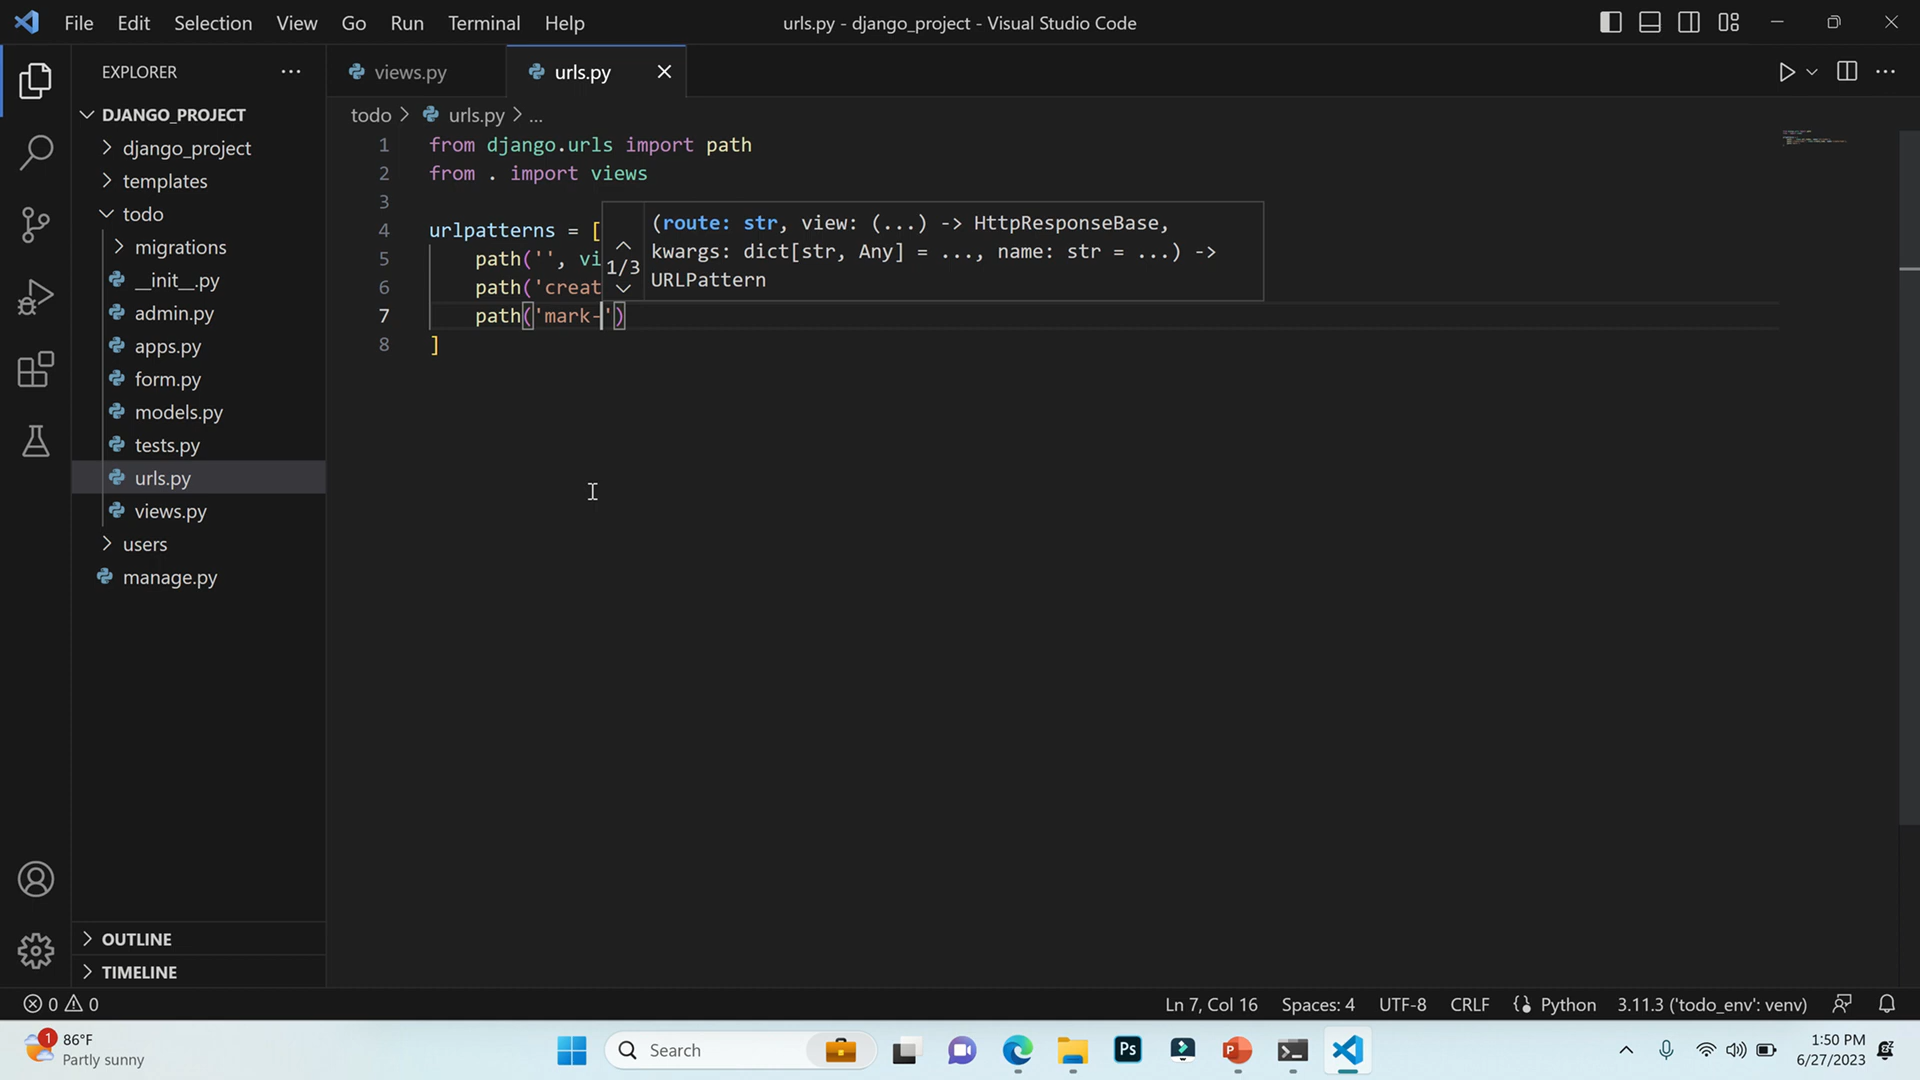 File Edit Selection View Go Run Terminal Help
urls.py - django_project - Visual Studio Code
EXPLORER
views.py
urls.py
DJANGO_PROJECT
django_project
templates
todo
migrations
__init__.py
admin.py
apps.py
form.py
models.py
tests.py
urls.py
views.py
users
manage.py
OUTLINE
TIMELINE
todo > urls.py > ...
1 from django.urls import path
2 from . import views
3
4 urlpatterns = [
5 path('', vi
6 path('creat
7 path('mark-')
8 ]
1/3
(route: str, view: (...) -> HttpResponseBase,
kwargs: dict[str, Any] = ..., name: str = ...) ->
URLPattern
0 0
Ln 7, Col 16 Spaces: 4 UTF-8 CRLF Python 3.11.3 ('todo_env': venv)
1
86°F
Partly sunny
Search
Ps
P
1:50 PM
6/27/2023